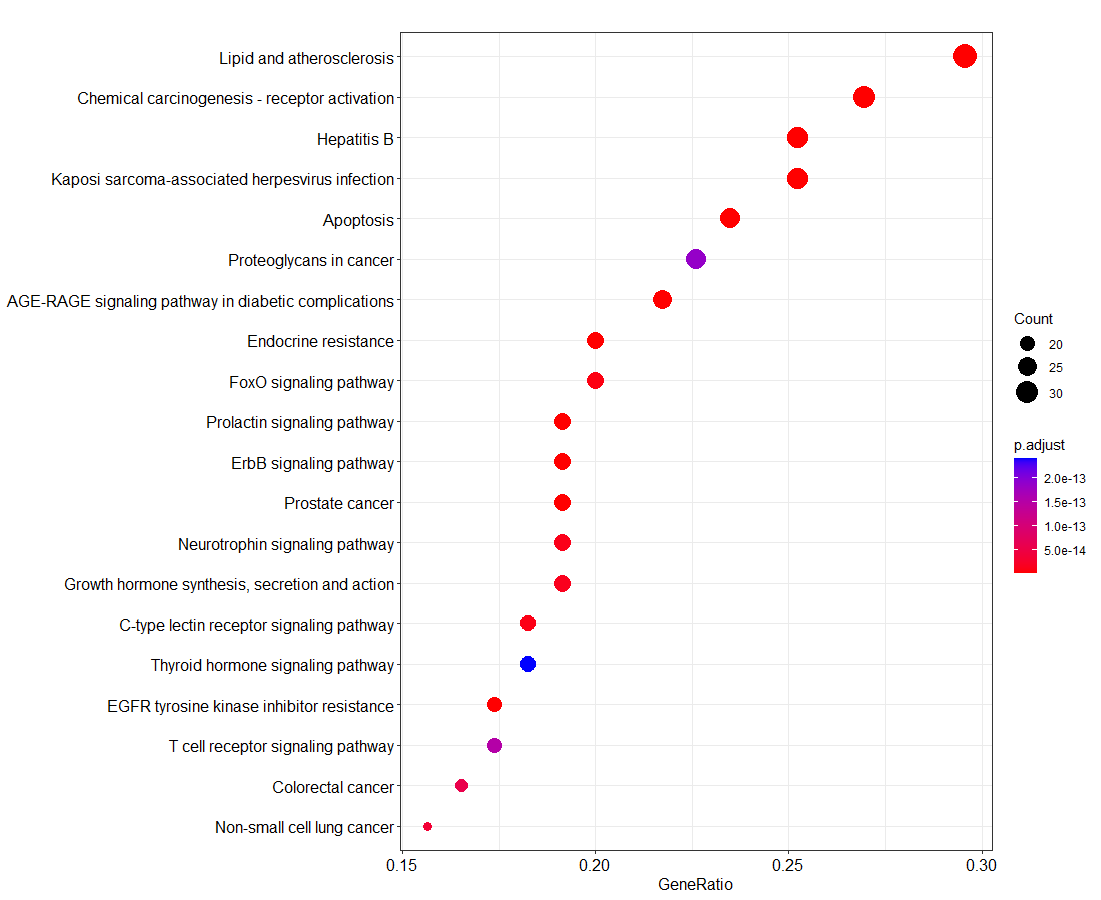 Lipid and atherosclerosis
Chemical carcinogenesis - receptor activation
Hepatitis B
Kaposi sarcoma-associated herpesvirus infection
Apoptosis
Proteoglycans in cancer
AGE-RAGE signaling pathway in diabetic complications
Endocrine resistance
FoxO signaling pathway
Prolactin signaling pathway
ErbB signaling pathway
Prostate cancer
Neurotrophin signaling pathway
Growth hormone synthesis, secretion and action
C-type lectin receptor signaling pathway
Thyroid hormone signaling pathway
EGFR tyrosine kinase inhibitor resistance
T cell receptor signaling pathway
Colorectal cancer
Non-small cell lung cancer
0.15 0.20 0.25 0.30
GeneRatio
Count
20
25
30
p.adjust
2.0e-13
1.5e-13
1.0e-13
5.0e-14